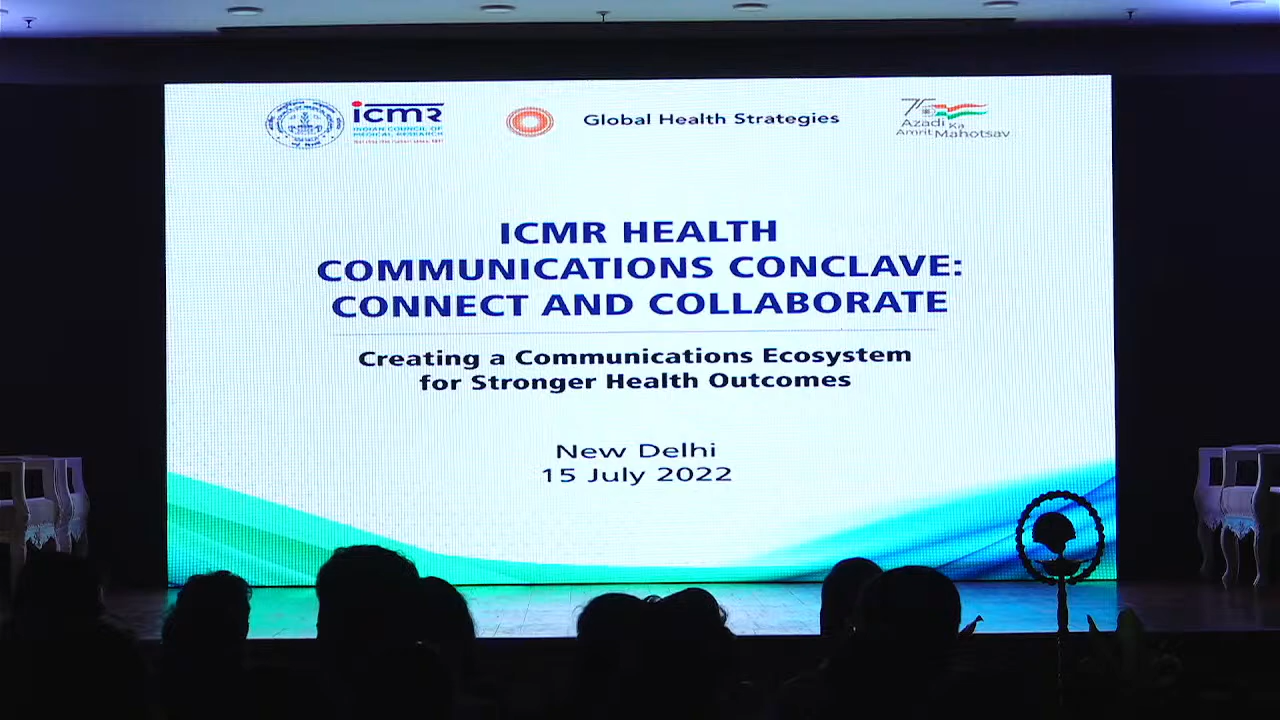 icmr
INDIAN COUNCIL OF
MEDICAL RESEARCH
Global Health Strategies
75
Azadi Ka
Amrit Mahotsav
ICMR HEALTH
COMMUNICATIONS CONCLAVE:
CONNECT AND COLLABORATE
Creating a Communications Ecosystem
for Stronger Health Outcomes
New Delhi
15 July 2022